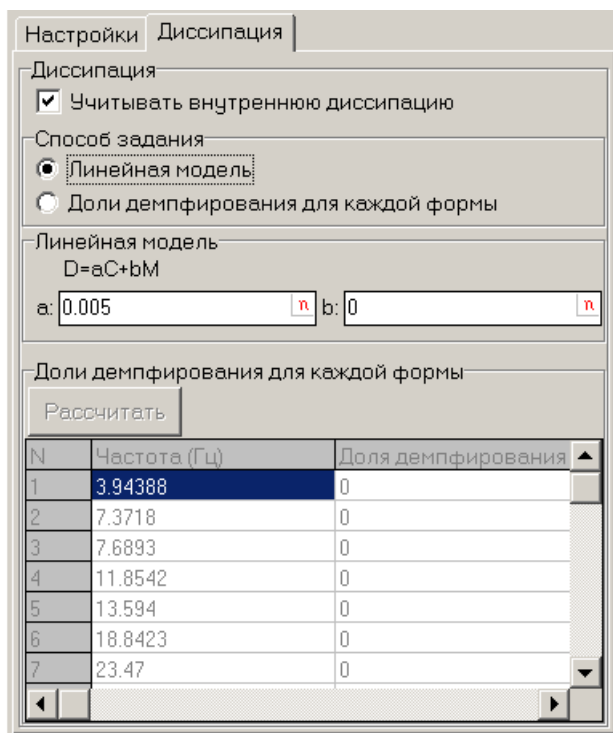 Настройки Диссипация
Диссипация
Учитывать внутреннюю диссипацию
Способ задания
Линейная модель
Доли демпфирования для каждой формы
Линейная модель
D=aC+bM
a: 0.005 n b: 0 n
Доли демпфирования для каждой формы
Рассчитать
N Частота (Гц) Доля демпфирования
1 3.94388 0
2 7.3718 0
3 7.6893 0
4 11.8542 0
5 13.594 0
6 18.8423 0
7 23.47 0